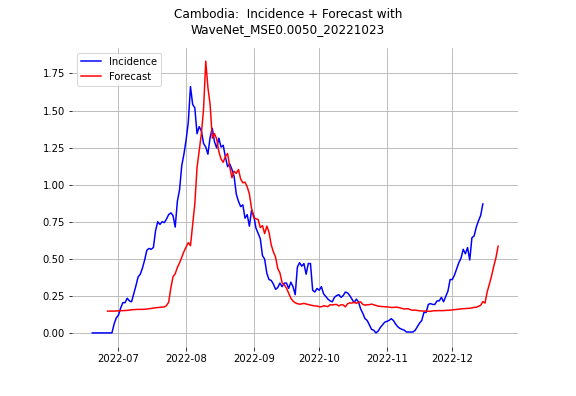 Cambodia:  Incidence + Forecast with
WaveNet_MSE0.0050_20221023
Incidence
Forecast
1.75
1.50
1.25
1.00
0.75
0.50
0.25
0.00
2022-07 2022-08 2022-09 2022-10 2022-11 2022-12